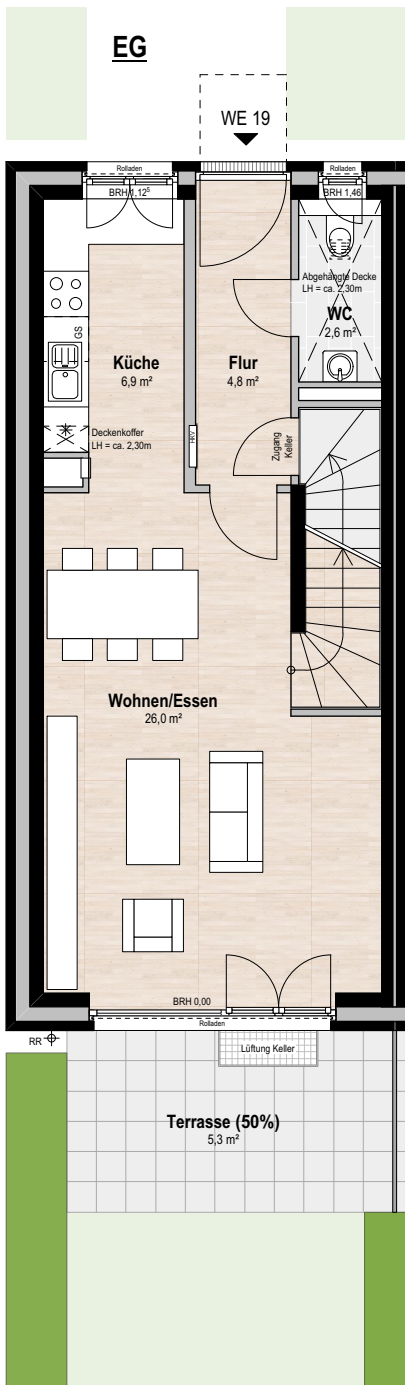 EG
WE 19
Rolladen
Rolladen
BRH 1,12⁵
BRH 1,46
Abgehängte Decke
LH = ca. 2,30m
WC
2,6 m²
GS
Küche
6,9 m²
Flur
4,8 m²
Deckenkoffer
LH = ca. 2,30m
HKV
Zugang
Keller
Wohnen/Essen
26,0 m²
BRH 0,00
Rolladen
RR
Lüftung Keller
Terrasse (50%)
5,3 m²